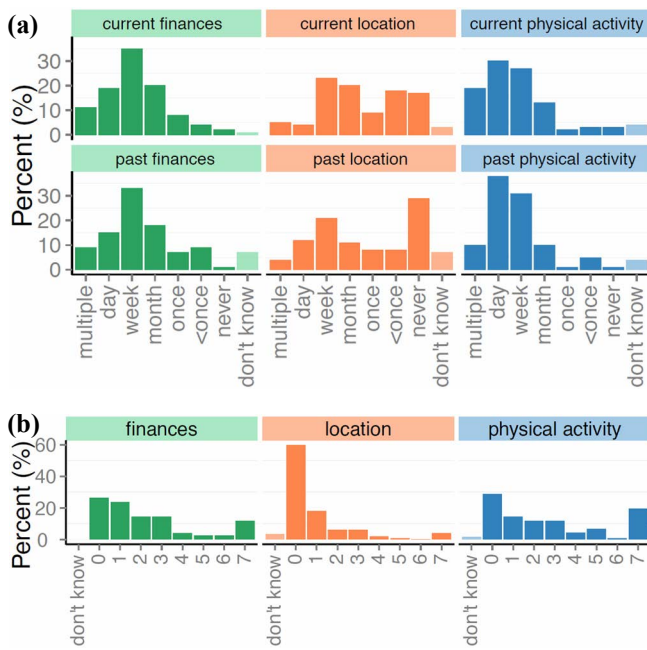 (a)
current finances current location current physical activity
Percent (%)
30
20
10
0
past finances past location past physical activity
30
20
10
0
multiple day week month once <once never don't know multiple day week month once <once never don't know multiple day week month once <once never don't know
(b)
finances location physical activity
Percent (%)
60
40
20
0
don't know 0 1 2 3 4 5 6 7 don't know 0 1 2 3 4 5 6 7 don't know 0 1 2 3 4 5 6 7